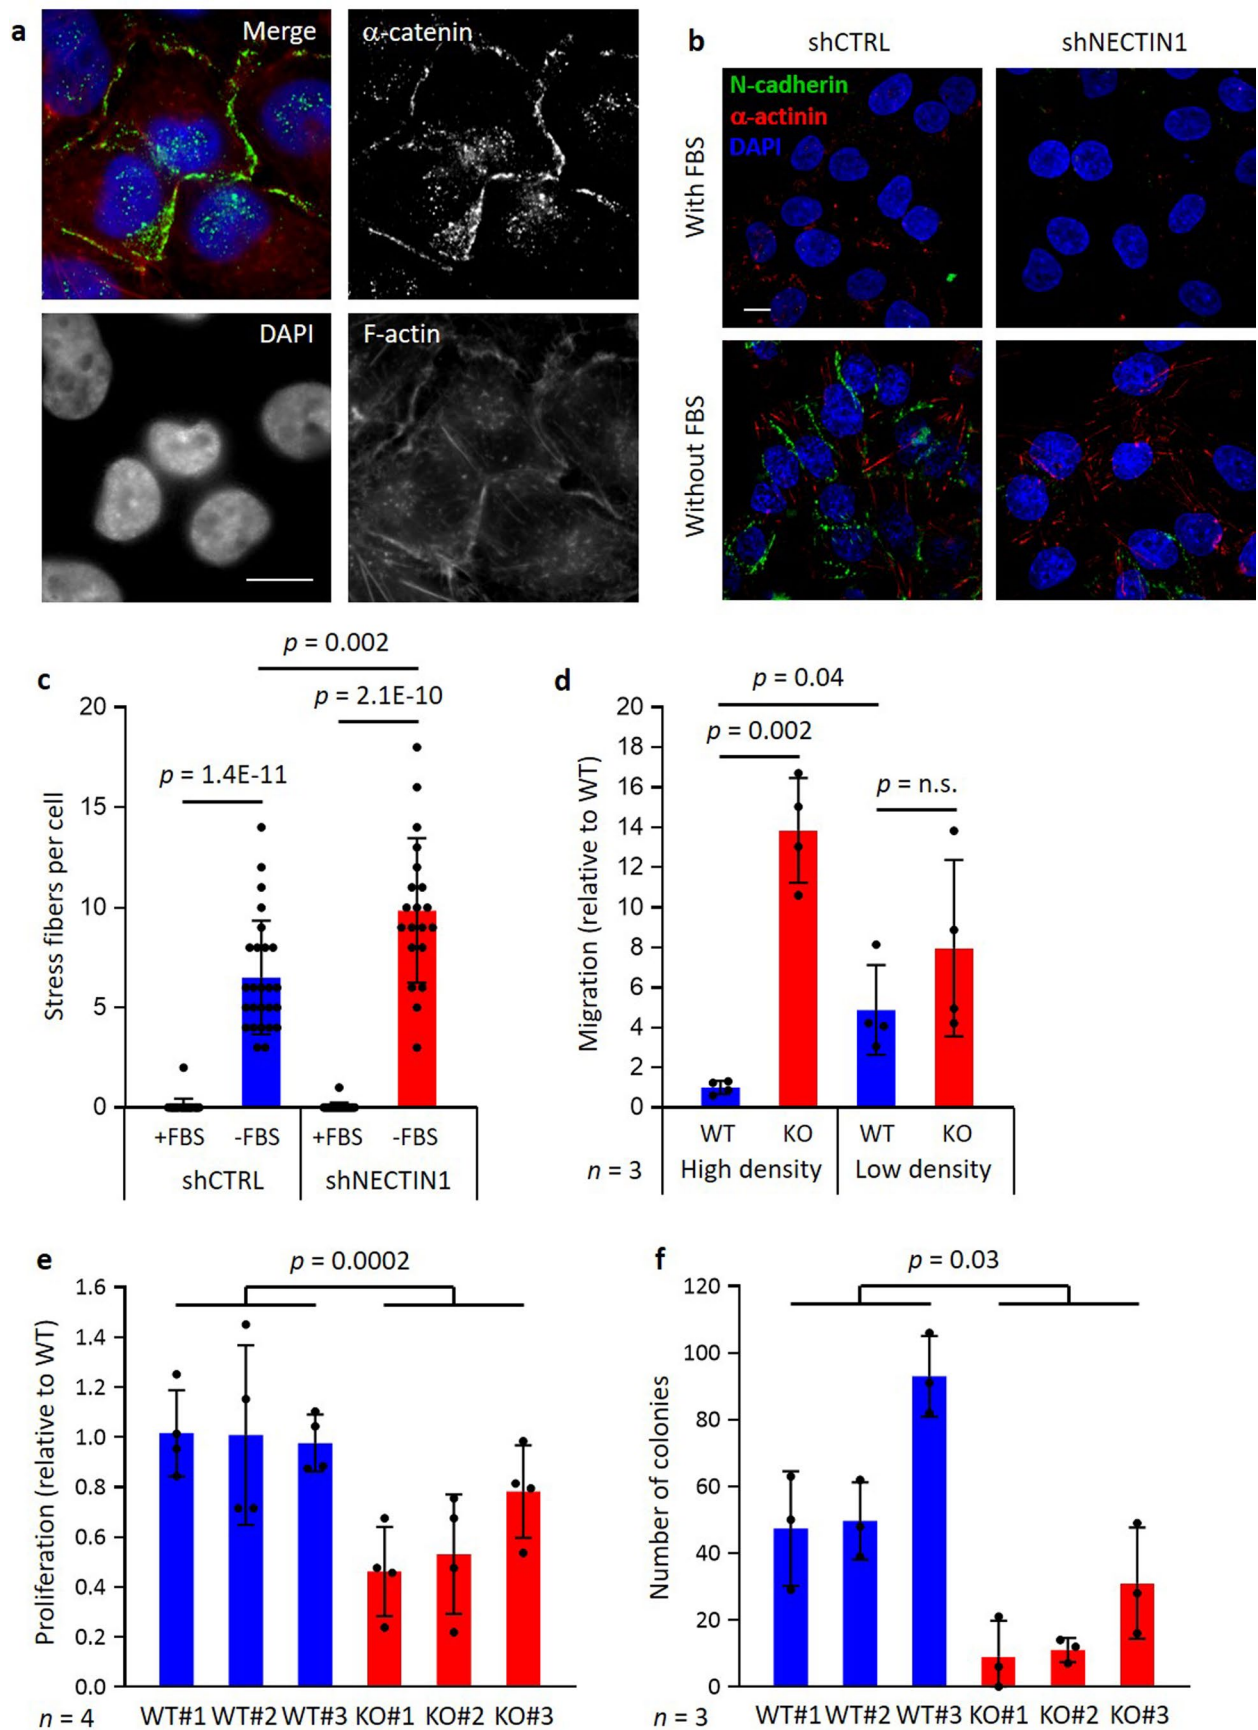 a
Merge
α-catenin
DAPI
F-actin
b
shCTRL
shNECTIN1
With FBS
N-cadherin
α-actinin
DAPI
Without FBS
c
p = 0.002
p = 2.1E-10
p = 1.4E-11
Stress fibers per cell
20
15
10
5
0
+FBS -FBS +FBS -FBS
shCTRL shNECTIN1
d
p = 0.04
p = 0.002
p = n.s.
Migration (relative to WT)
20
18
16
14
12
10
8
6
4
2
0
WT KO WT KO
n = 3 High density Low density
e
p = 0.0002
Proliferation (relative to WT)
1.6
1.4
1.2
1.0
0.8
0.6
0.4
0.2
0.0
n = 4 WT#1 WT#2 WT#3 KO#1 KO#2 KO#3
f
p = 0.03
Number of colonies
120
100
80
60
40
20
0
n = 3 WT#1 WT#2 WT#3 KO#1 KO#2 KO#3